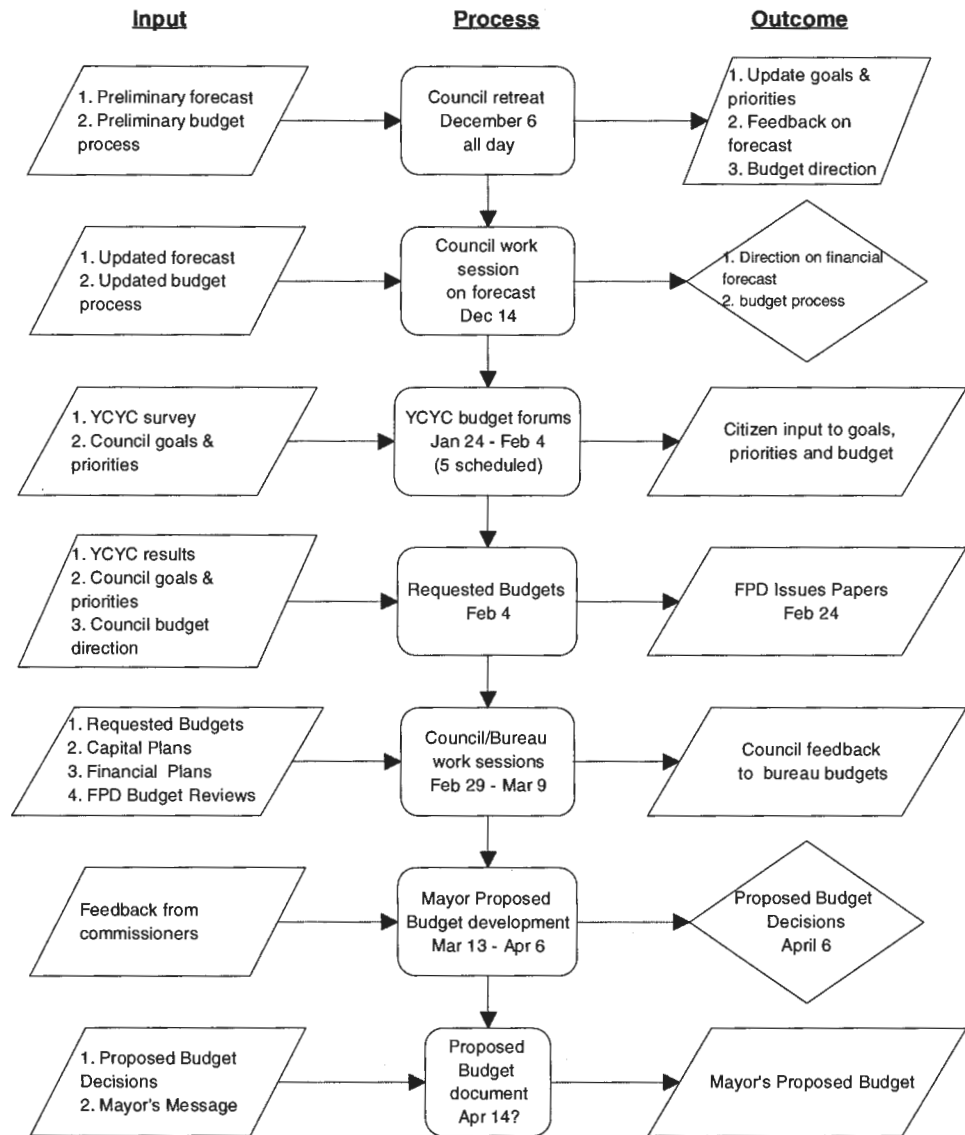 Input
Process
Outcome
1. Preliminary forecast
2. Preliminary budget
process
Council retreat
December 6
all day
1. Update goals &
priorities
2. Feedback on
forecast
3. Budget direction
1. Updated forecast
2. Updated budget
process
Council work
session
on forecast
Dec 14
1. Direction on financial
forecast
2. budget process
1. YCYC survey
2. Council goals &
priorities
YCYC budget forums
Jan 24 - Feb 4
(5 scheduled)
Citizen input to goals,
priorities and budget
1. YCYC results
2. Council goals &
priorities
3. Council budget
direction
Requested Budgets
Feb 4
FPD Issues Papers
Feb 24
1. Requested Budgets
2. Capital Plans
3. Financial Plans
4. FPD Budget Reviews
Council/Bureau
work sessions
Feb 29 - Mar 9
Council feedback
to bureau budgets
Feedback from
commissioners
Mayor Proposed
Budget development
Mar 13 - Apr 6
Proposed Budget
Decisions
April 6
1. Proposed Budget
Decisions
2. Mayor's Message
Proposed
Budget
document
Apr 14?
Mayor's Proposed Budget